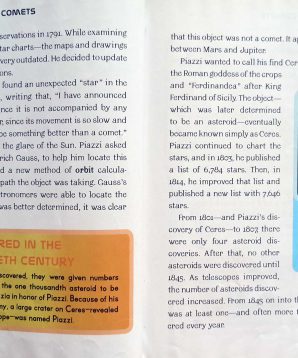 COMETS
servations in 1791. While examining
tar charts—the maps and drawings
very outdated. He decided to update
ons.
found an unexpected "star" in the
, writing that, "I have announced
ince it is not accompanied by any
r, since its movement is so slow and
be something better than a comet."
the glare of the Sun. Piazzi asked
rich Gauss, to help him locate this
d a new method of orbit calcula-
path the object was taking. Gauss's
tronomers were able to locate the
was better determined, it was clear
RED IN THE
ETH CENTURY
scovered, they were given numbers
the one thousandth asteroid to be
zia in honor of Piazzi. Because of his
ny, a large crater on Ceres—revealed
ope—was named Piazzi.
that this object was not a comet. It ap
between Mars and Jupiter.
Piazzi wanted to call his find Cer
the Roman goddess of the crops
and "Ferdinandea" after King
Ferdinand of Sicily. The object—
which was later determined
to be an asteroid—eventually
became known simply as Ceres.
Piazzi continued to chart the
stars, and in 1803, he published
a list of 6,784 stars. Then, in
1814, he improved that list and
published a new list with 7,646
stars.
From 1801—and Piazzi's dis-
covery of Ceres—to 1807 there
were only four asteroid dis-
coveries. After that, no other
asteroids were discovered until
1845. As telescopes improved,
the number of asteroids discov-
ered increased. From 1845 on into th
was at least one—and often more t
ered every year